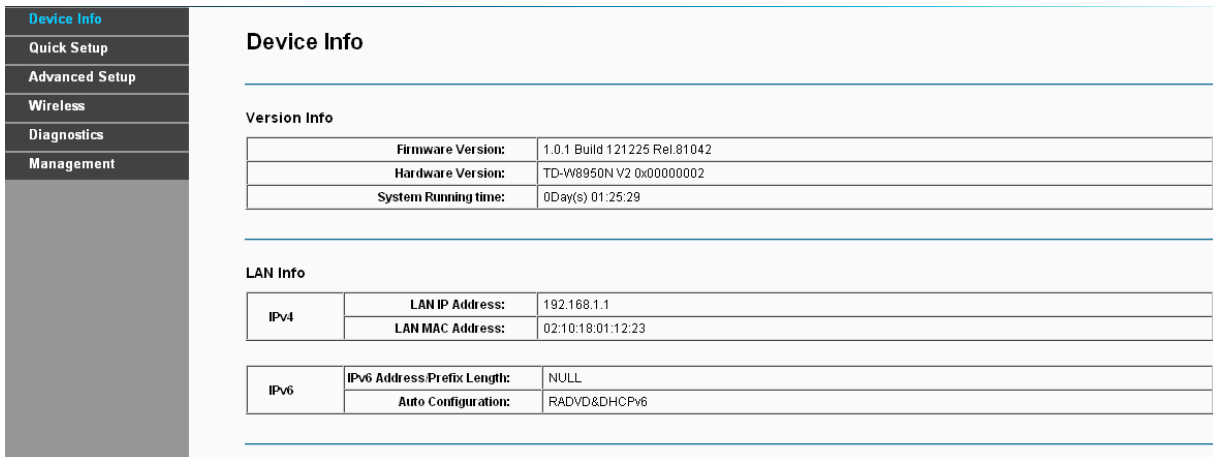 Device Info
Quick Setup
Advanced Setup
Wireless
Diagnostics
Management
Device Info
Version Info
Firmware Version: 1.0.1 Build 121225 Rel.81042
Hardware Version: TD-W8950N V2 0x00000002
System Running time: 0Day(s) 01:25:29
LAN Info
IPv4
LAN IP Address: 192.168.1.1
LAN MAC Address: 02:10:18:01:12:23
IPv6
IPv6 Address/Prefix Length: NULL
Auto Configuration: RADVD&DHCPv6